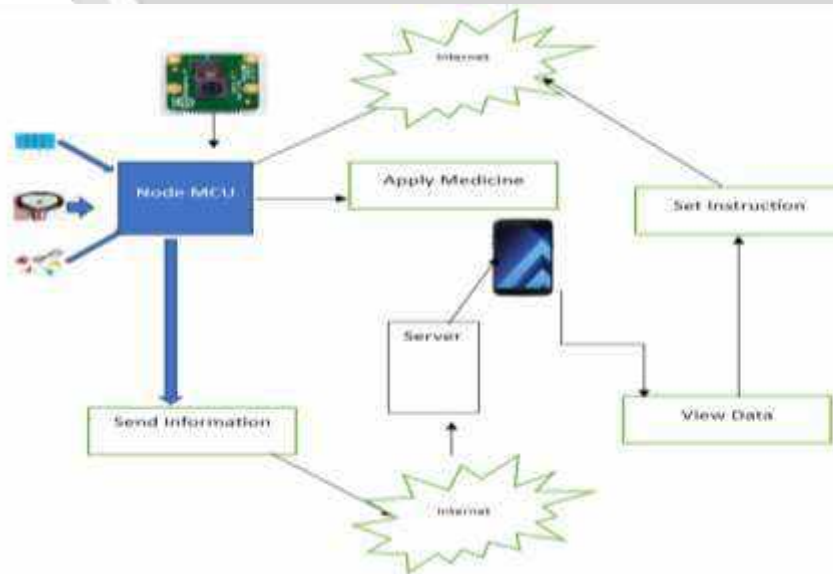 Internet
Node MCU
Apply Medicine
Set Instruction
Server
Send Information
View Data
Internet